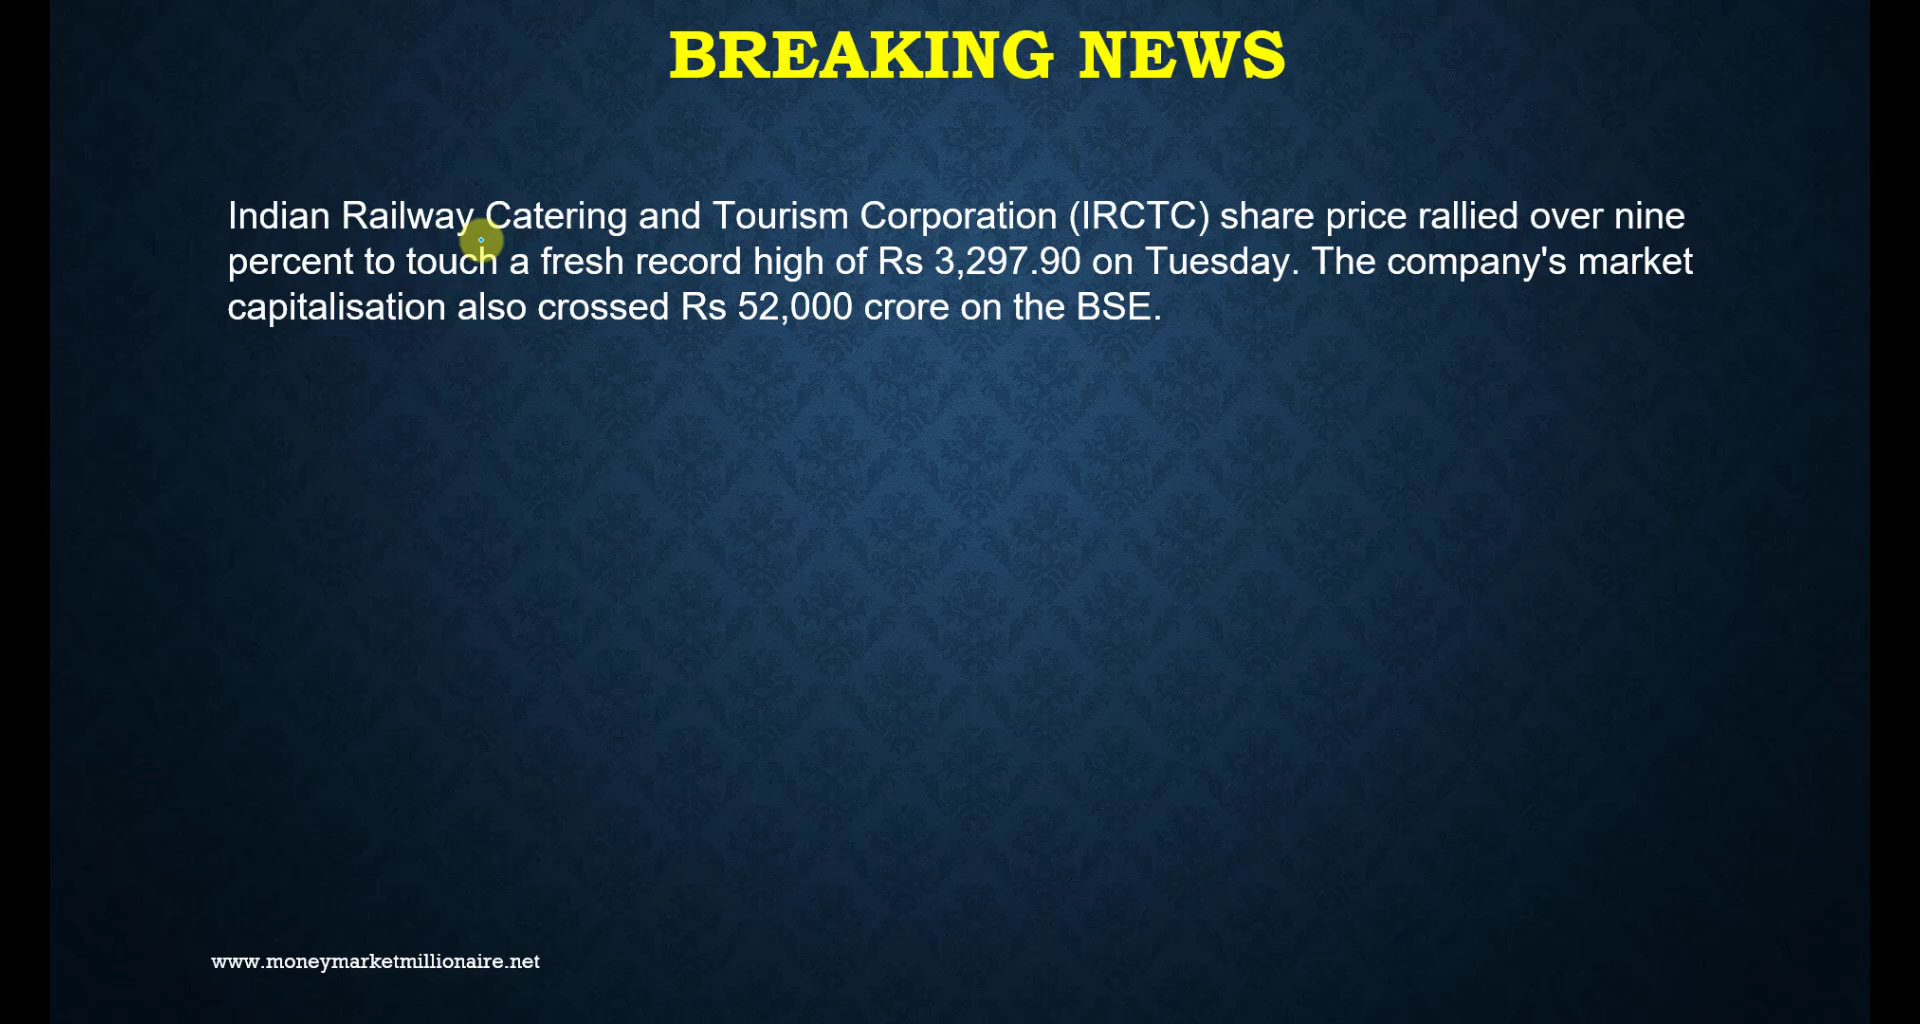 BREAKING NEWS
Indian Railway Catering and Tourism Corporation (IRCTC) share price rallied over nine
percent to touch a fresh record high of Rs 3,297.90 on Tuesday. The company's market
capitalisation also crossed Rs 52,000 crore on the BSE.
www.moneymarketmillionaire.net